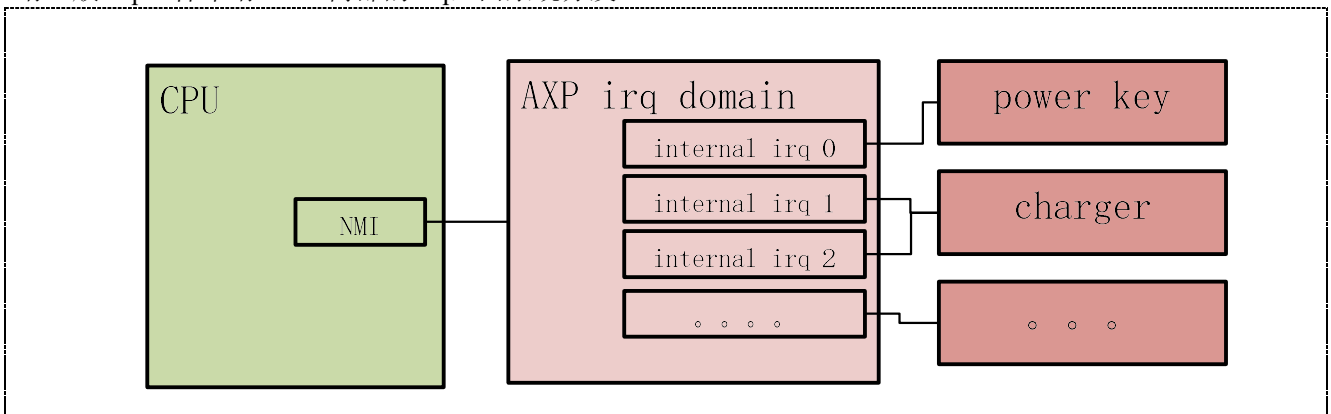 CPU
NMI
AXP irq domain
internal irq 0
internal irq 1
internal irq 2
。。。。
power key
charger
。。。